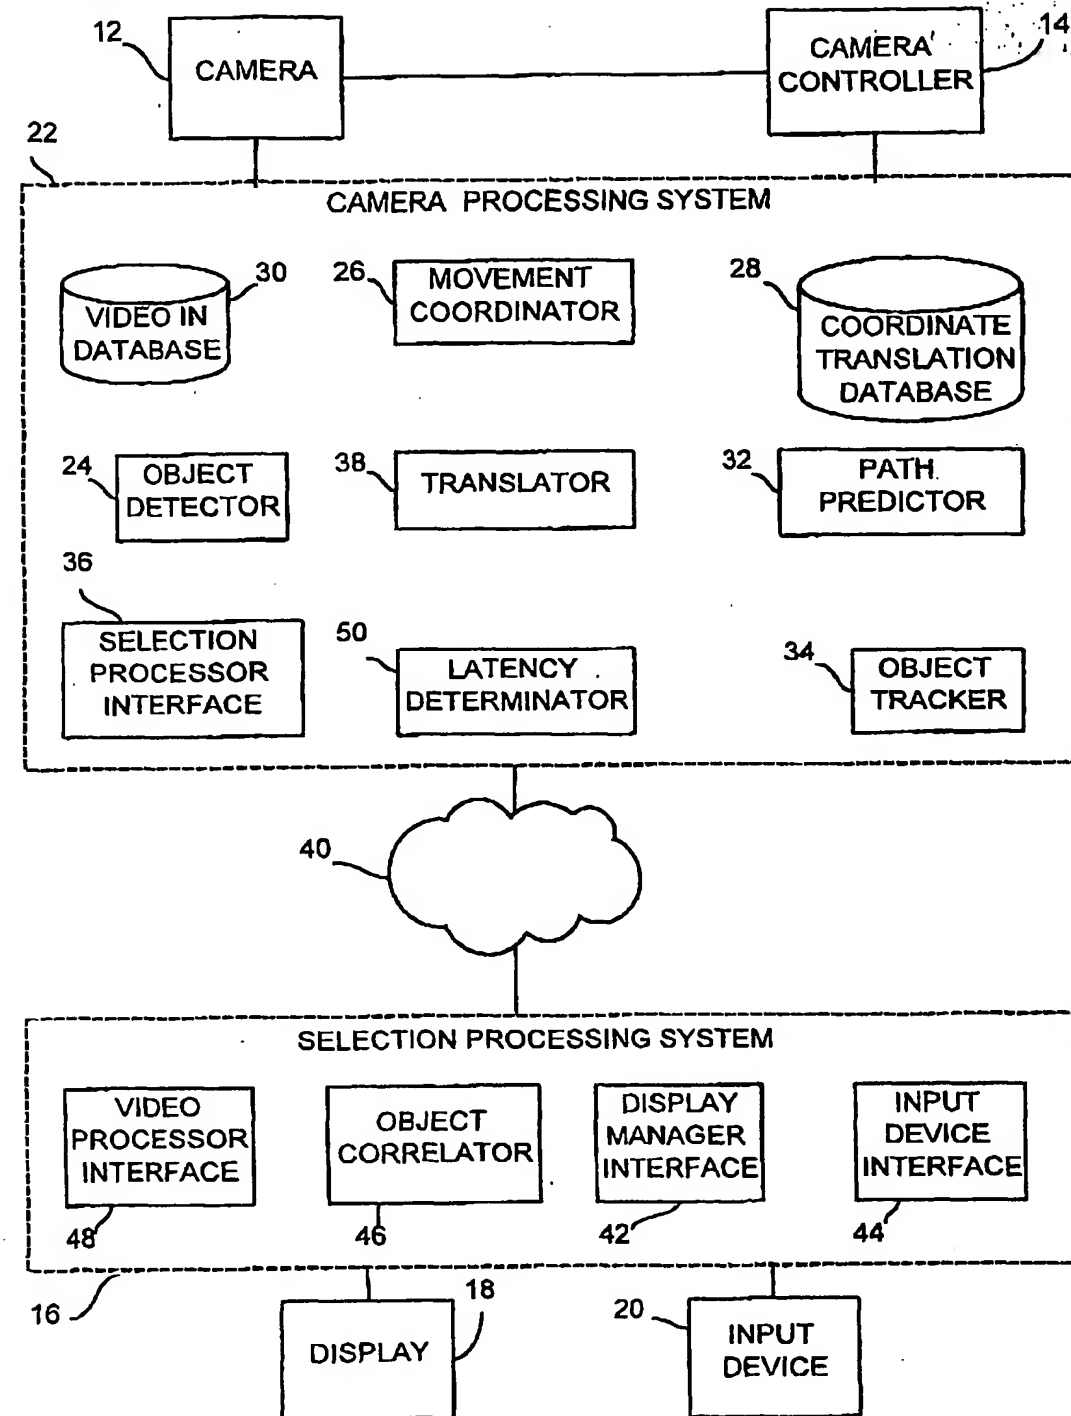 12
CAMERA
CAMERA
CONTROLLER
14
22
CAMERA PROCESSING SYSTEM
VIDEO IN
DATABASE
30
26
MOVEMENT
COORDINATOR
28
COORDINATE
TRANSLATION
DATABASE
24
OBJECT
DETECTOR
38
TRANSLATOR
32
PATH
PREDICTOR
36
SELECTION
PROCESSOR
INTERFACE
50
LATENCY
DETERMINATOR
34
OBJECT
TRACKER
40
SELECTION PROCESSING SYSTEM
VIDEO
PROCESSOR
INTERFACE
48
OBJECT
CORRELATOR
46
DISPLAY
MANAGER
INTERFACE
42
INPUT
DEVICE
INTERFACE
44
16
DISPLAY
18
20
INPUT
DEVICE